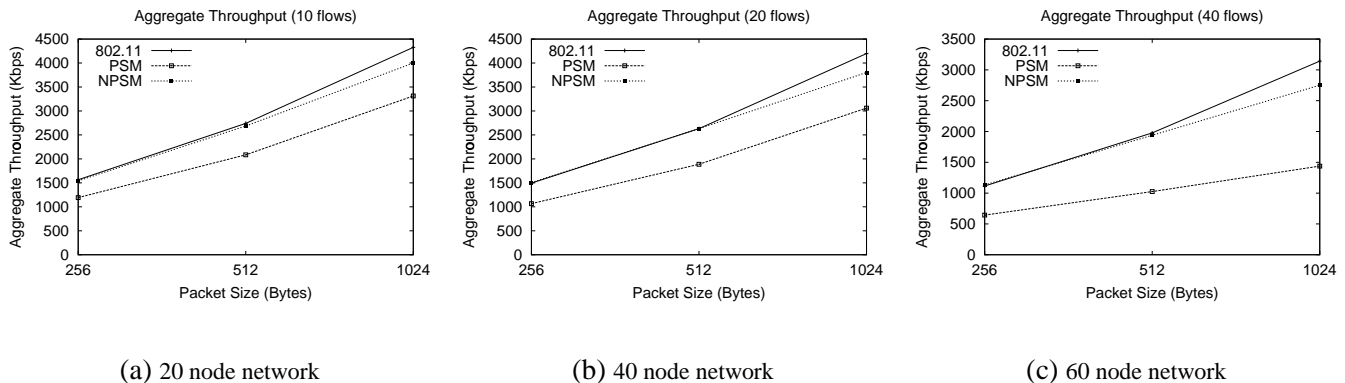 Aggregate Throughput (10 flows)
Aggregate Throughput (Kbps)
4500
4000
3500
3000
2500
2000
1500
1000
500
0
802.11
PSM
NPSM
256
512
1024
Packet Size (Bytes)
(a) 20 node network
Aggregate Throughput (20 flows)
Aggregate Throughput (Kbps)
4500
4000
3500
3000
2500
2000
1500
1000
500
0
802.11
PSM
NPSM
256
512
1024
Packet Size (Bytes)
(b) 40 node network
Aggregate Throughput (40 flows)
Aggregate Throughput (Kbps)
3500
3000
2500
2000
1500
1000
500
0
802.11
PSM
NPSM
256
512
1024
Packet Size (Bytes)
(c) 60 node network